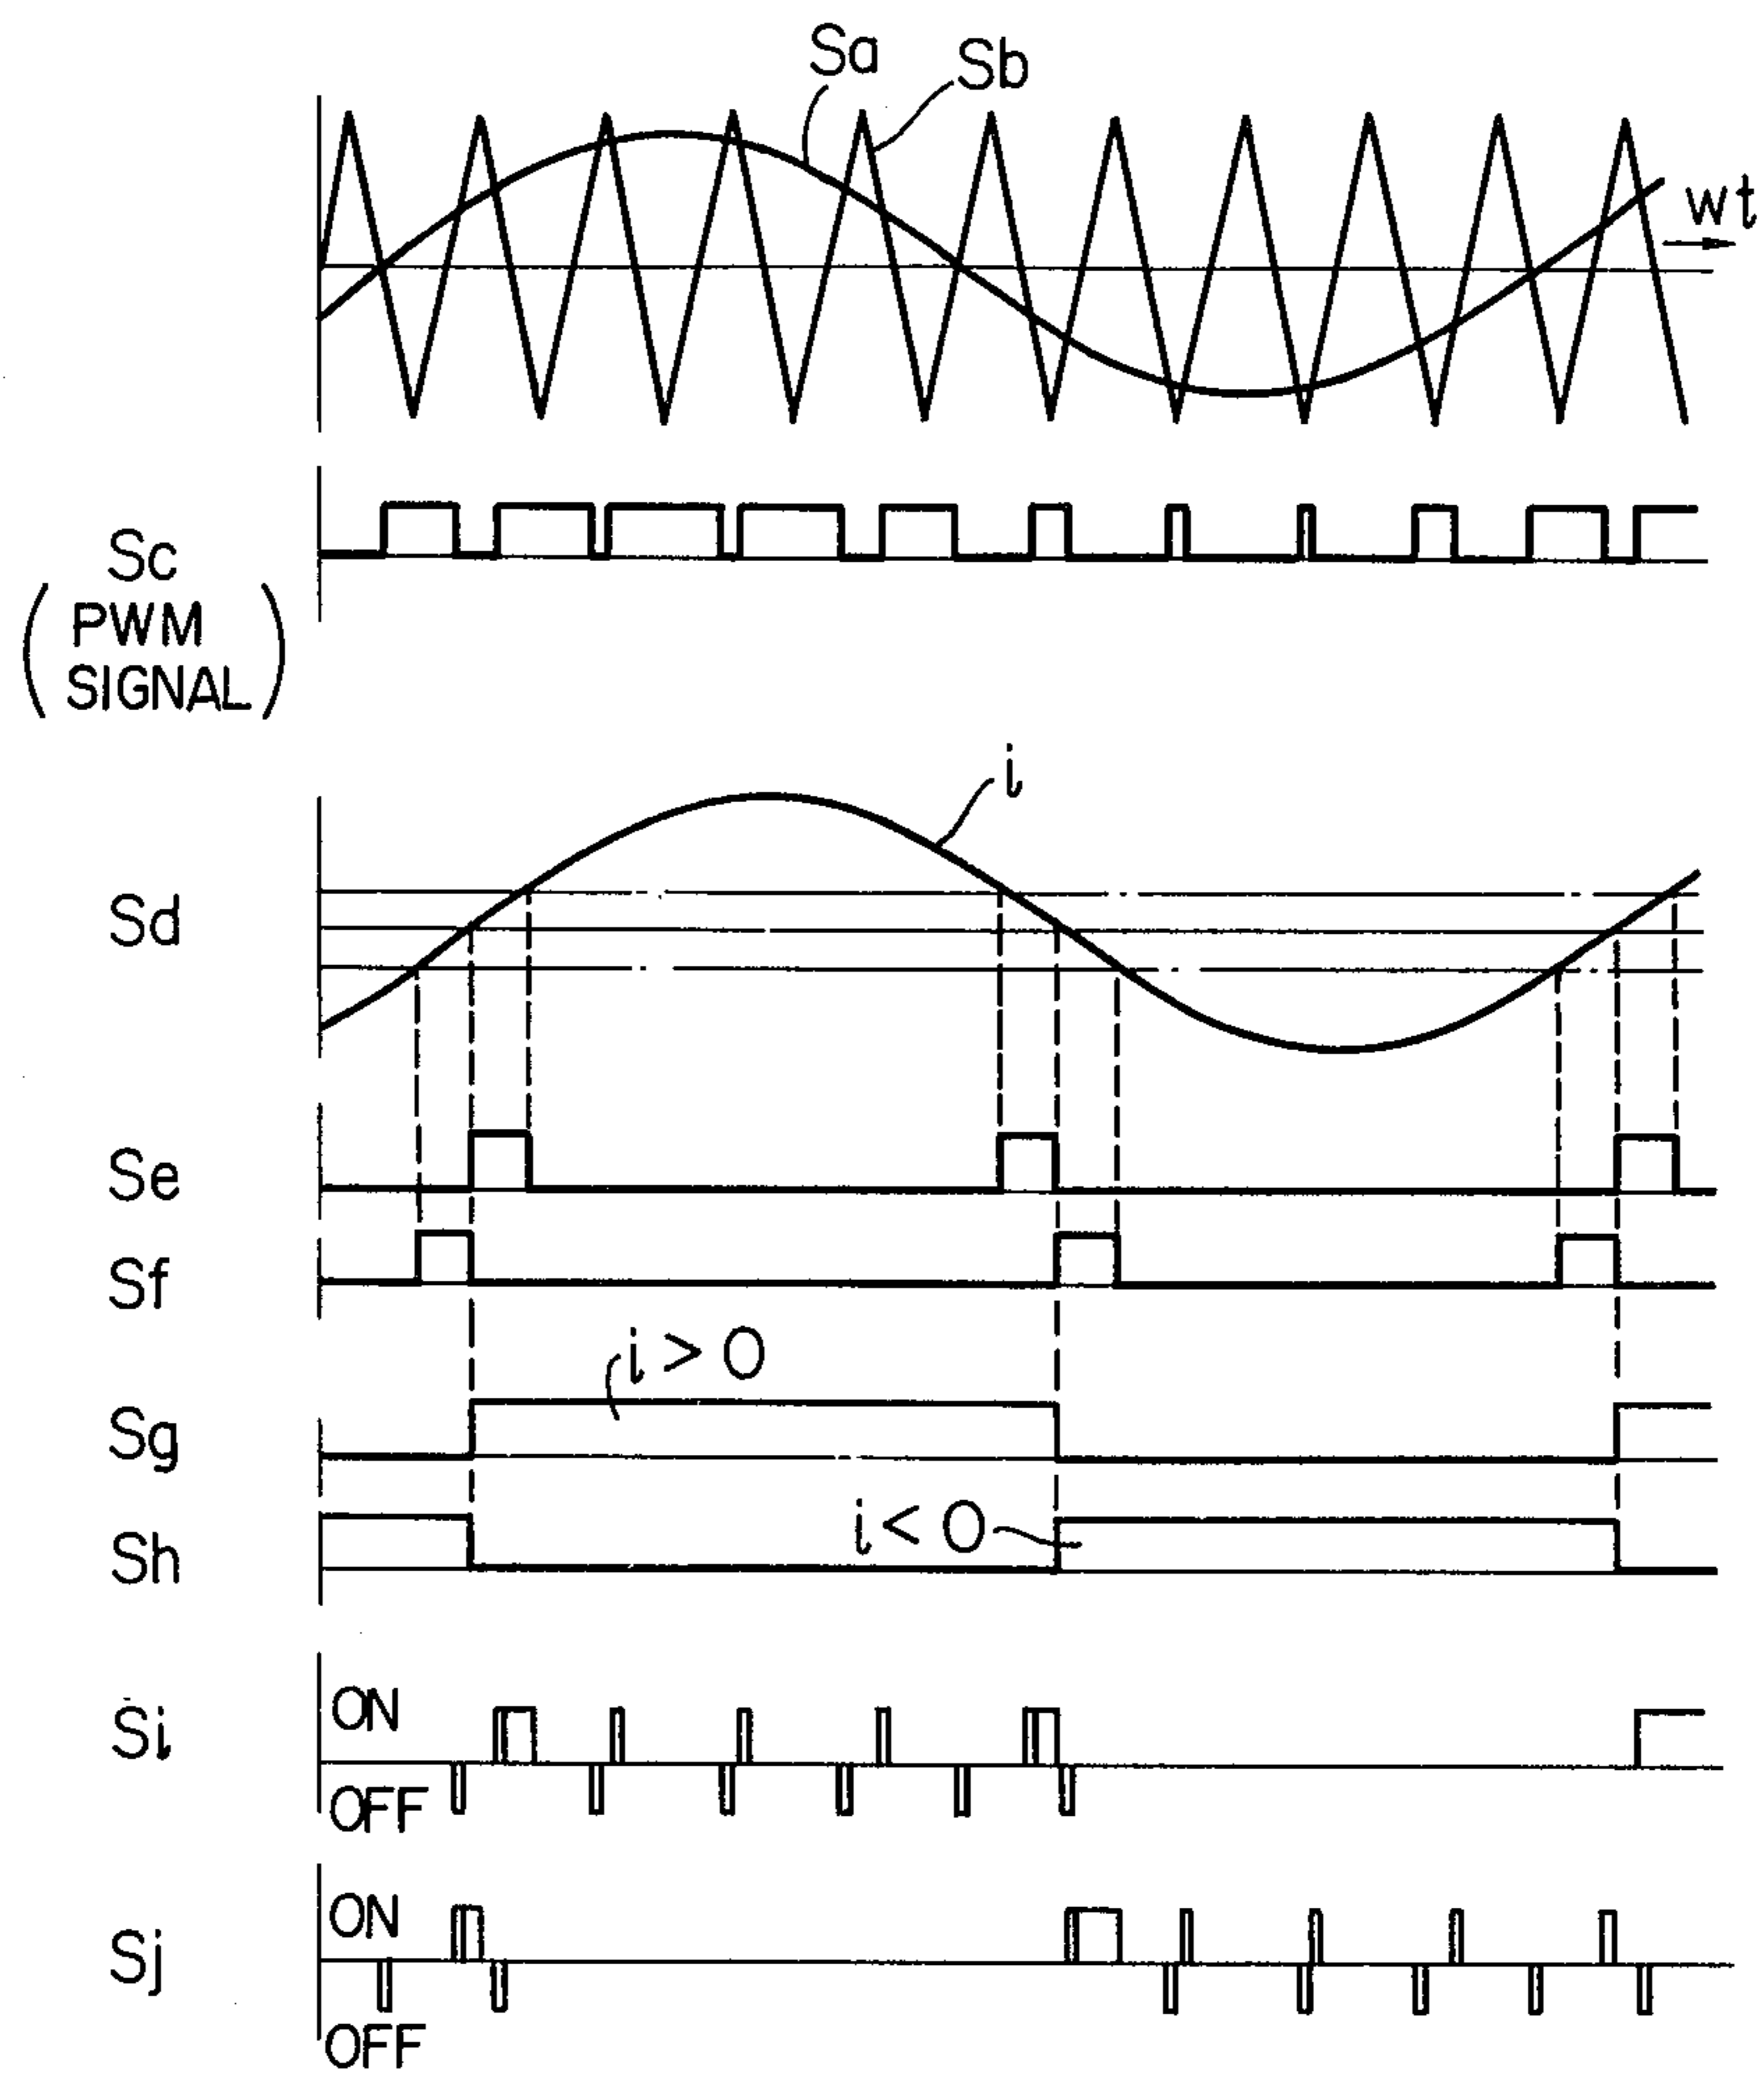 Sa
Sb
wt
Sc
(PWM
SIGNAL)
i
Sd
Se
Sf
i > 0
Sg
i < 0
Sh
ON
Si
OFF
ON
Sj
OFF